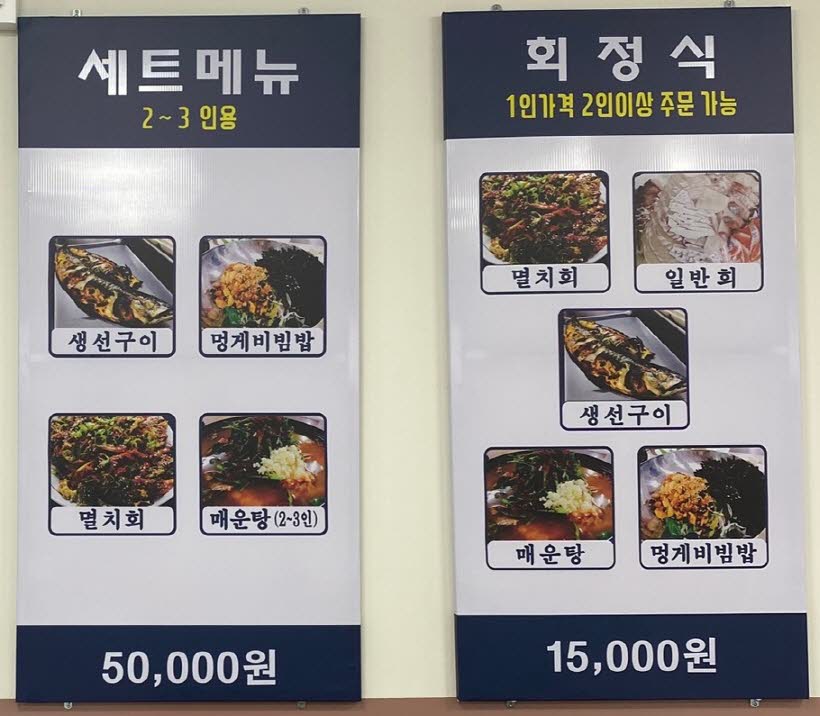 세트메뉴
2~3 인용
생선구이
멍게비빔밥
멸치회
매운탕(2~3인)
50,000원
회 정 식
1인가격 2인이상 주문 가능
멸치회
일반회
생선구이
매운탕
멍게비빔밥
15,000원